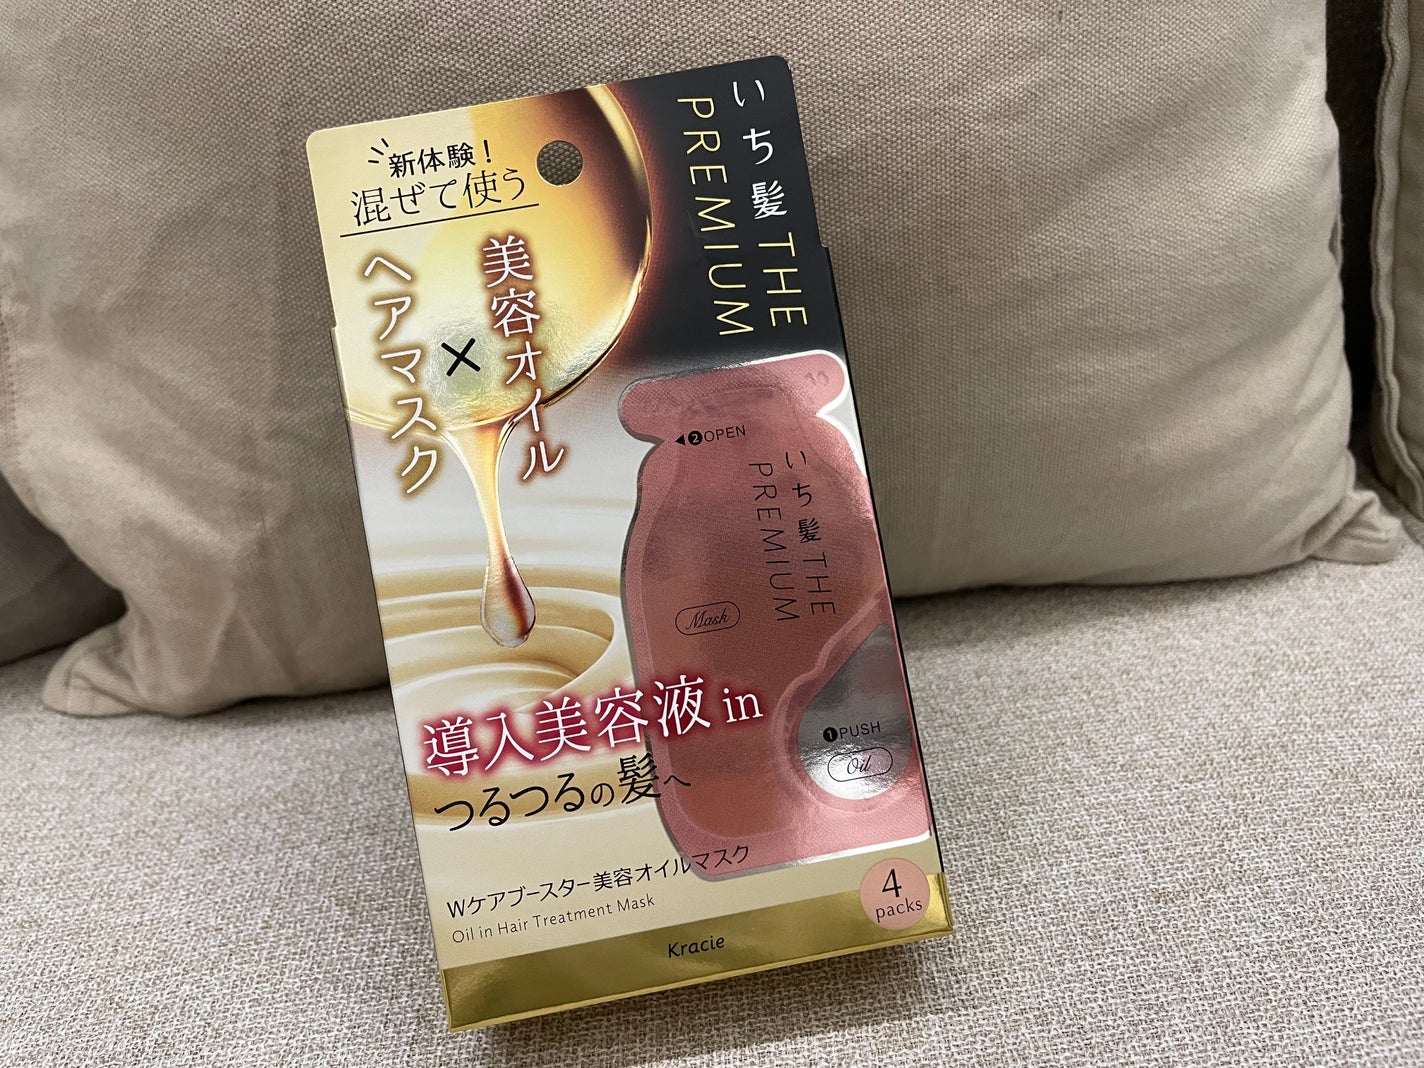 新体験!
混ぜて使う
美容オイル
×
ヘアマスク
いち髪 THE
PREMIUM
❷OPEN
いち髪 THE
PREMIUM
Mask
❶PUSH
Oil
導入美容液 in
つるつるの髪へ
Wケアブースター美容オイルマスク
Oil in Hair Treatment Mask
4
packs
Kracie